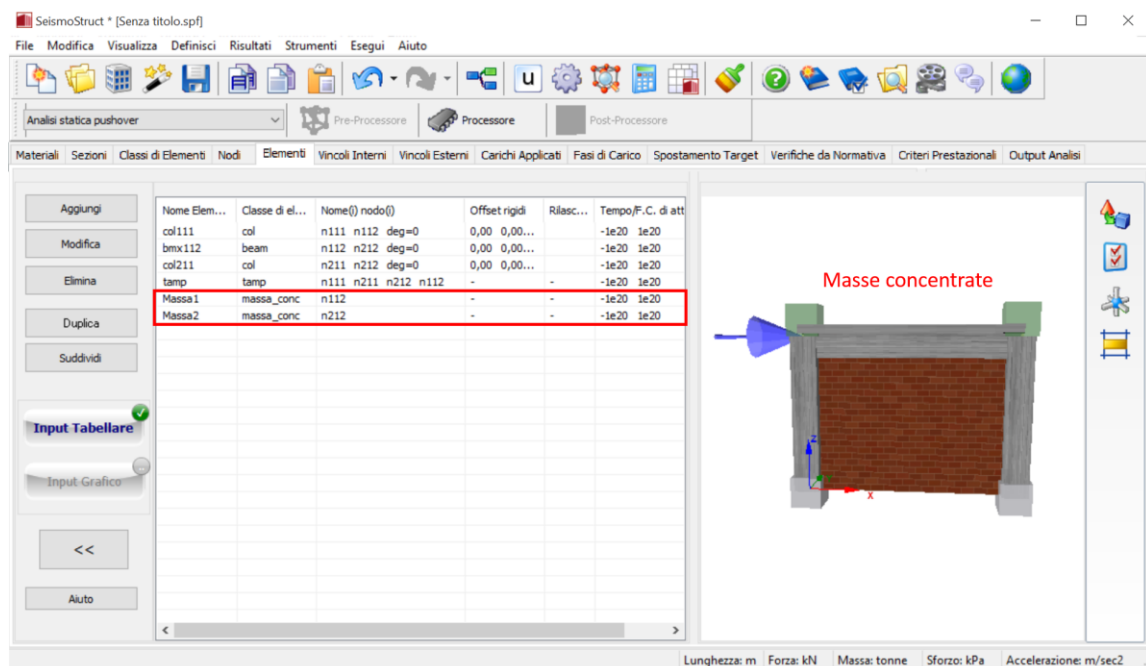 SeismoStruct * [Senza titolo.spf]
File Modifica Visualizza Definisci Risultati Strumenti Esegui Aiuto
u
Analisi statica pushover Pre-Processore Processore Post-Processore
Materiali Sezioni Classi di Elementi Nodi Elementi Vincoli Interni Vincoli Esterni Carichi Applicati Fasi di Carico Spostamento Target Verifiche da Normativa Criteri Prestazionali Output Analisi
Aggiungi
Modifica
Elimina
Duplica
Suddividi
Input Tabellare
Input Grafico
<<
Aiuto
Nome Elem... Classe di el... Nome(i) nodo(i) Offset rigidi Rilasc... Tempo/F.C. di att
col111 col n111 n112 deg=0 0,00 0,00... -1e20 1e20
bmx112 beam n112 n212 deg=0 0,00 0,00... -1e20 1e20
col211 col n211 n212 deg=0 0,00 0,00... -1e20 1e20
tamp tamp n111 n211 n212 n112 - - -1e20 1e20
Massa1 massa_conc n112 - - -1e20 1e20
Massa2 massa_conc n212 - - -1e20 1e20
Masse concentrate
z
x
Lunghezza: m Forza: kN Massa: tonne Sforzo: kPa Accelerazione: m/sec2